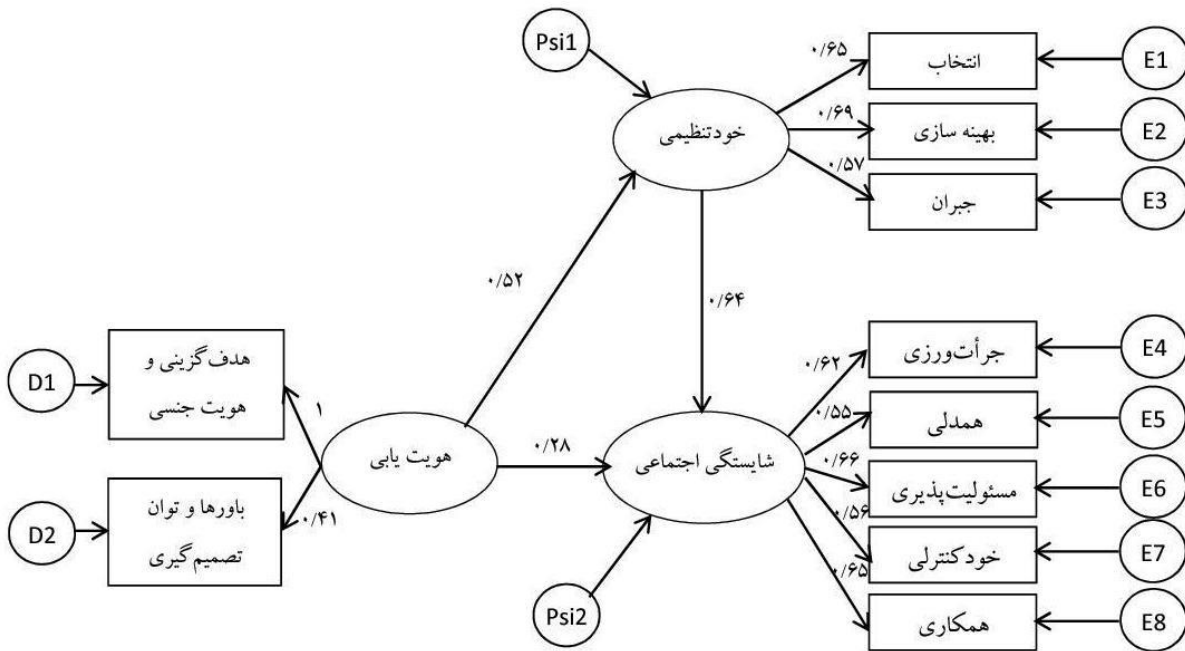 Psi1
۰/۶۵
انتخاب
E1
خودتنظیمی
۰/۶۹
بهینه سازی
E2
۰/۵۷
جبران
E3
۰/۵۲
۰/۶۴
D1
هدف‌گزینی و
هویت جنسی
۱
جرأت‌ورزی
E4
۰/۶۲
همدلی
E5
۰/۵۵
هویت یابی
۰/۲۸
شایستگی اجتماعی
۰/۶۶
مسئولیت‌پذیری
E6
D2
باورها و توان
تصمیم‌گیری
۰/۴۱
۰/۵۶
خودکنترلی
E7
Psi2
۰/۶۵
همکاری
E8